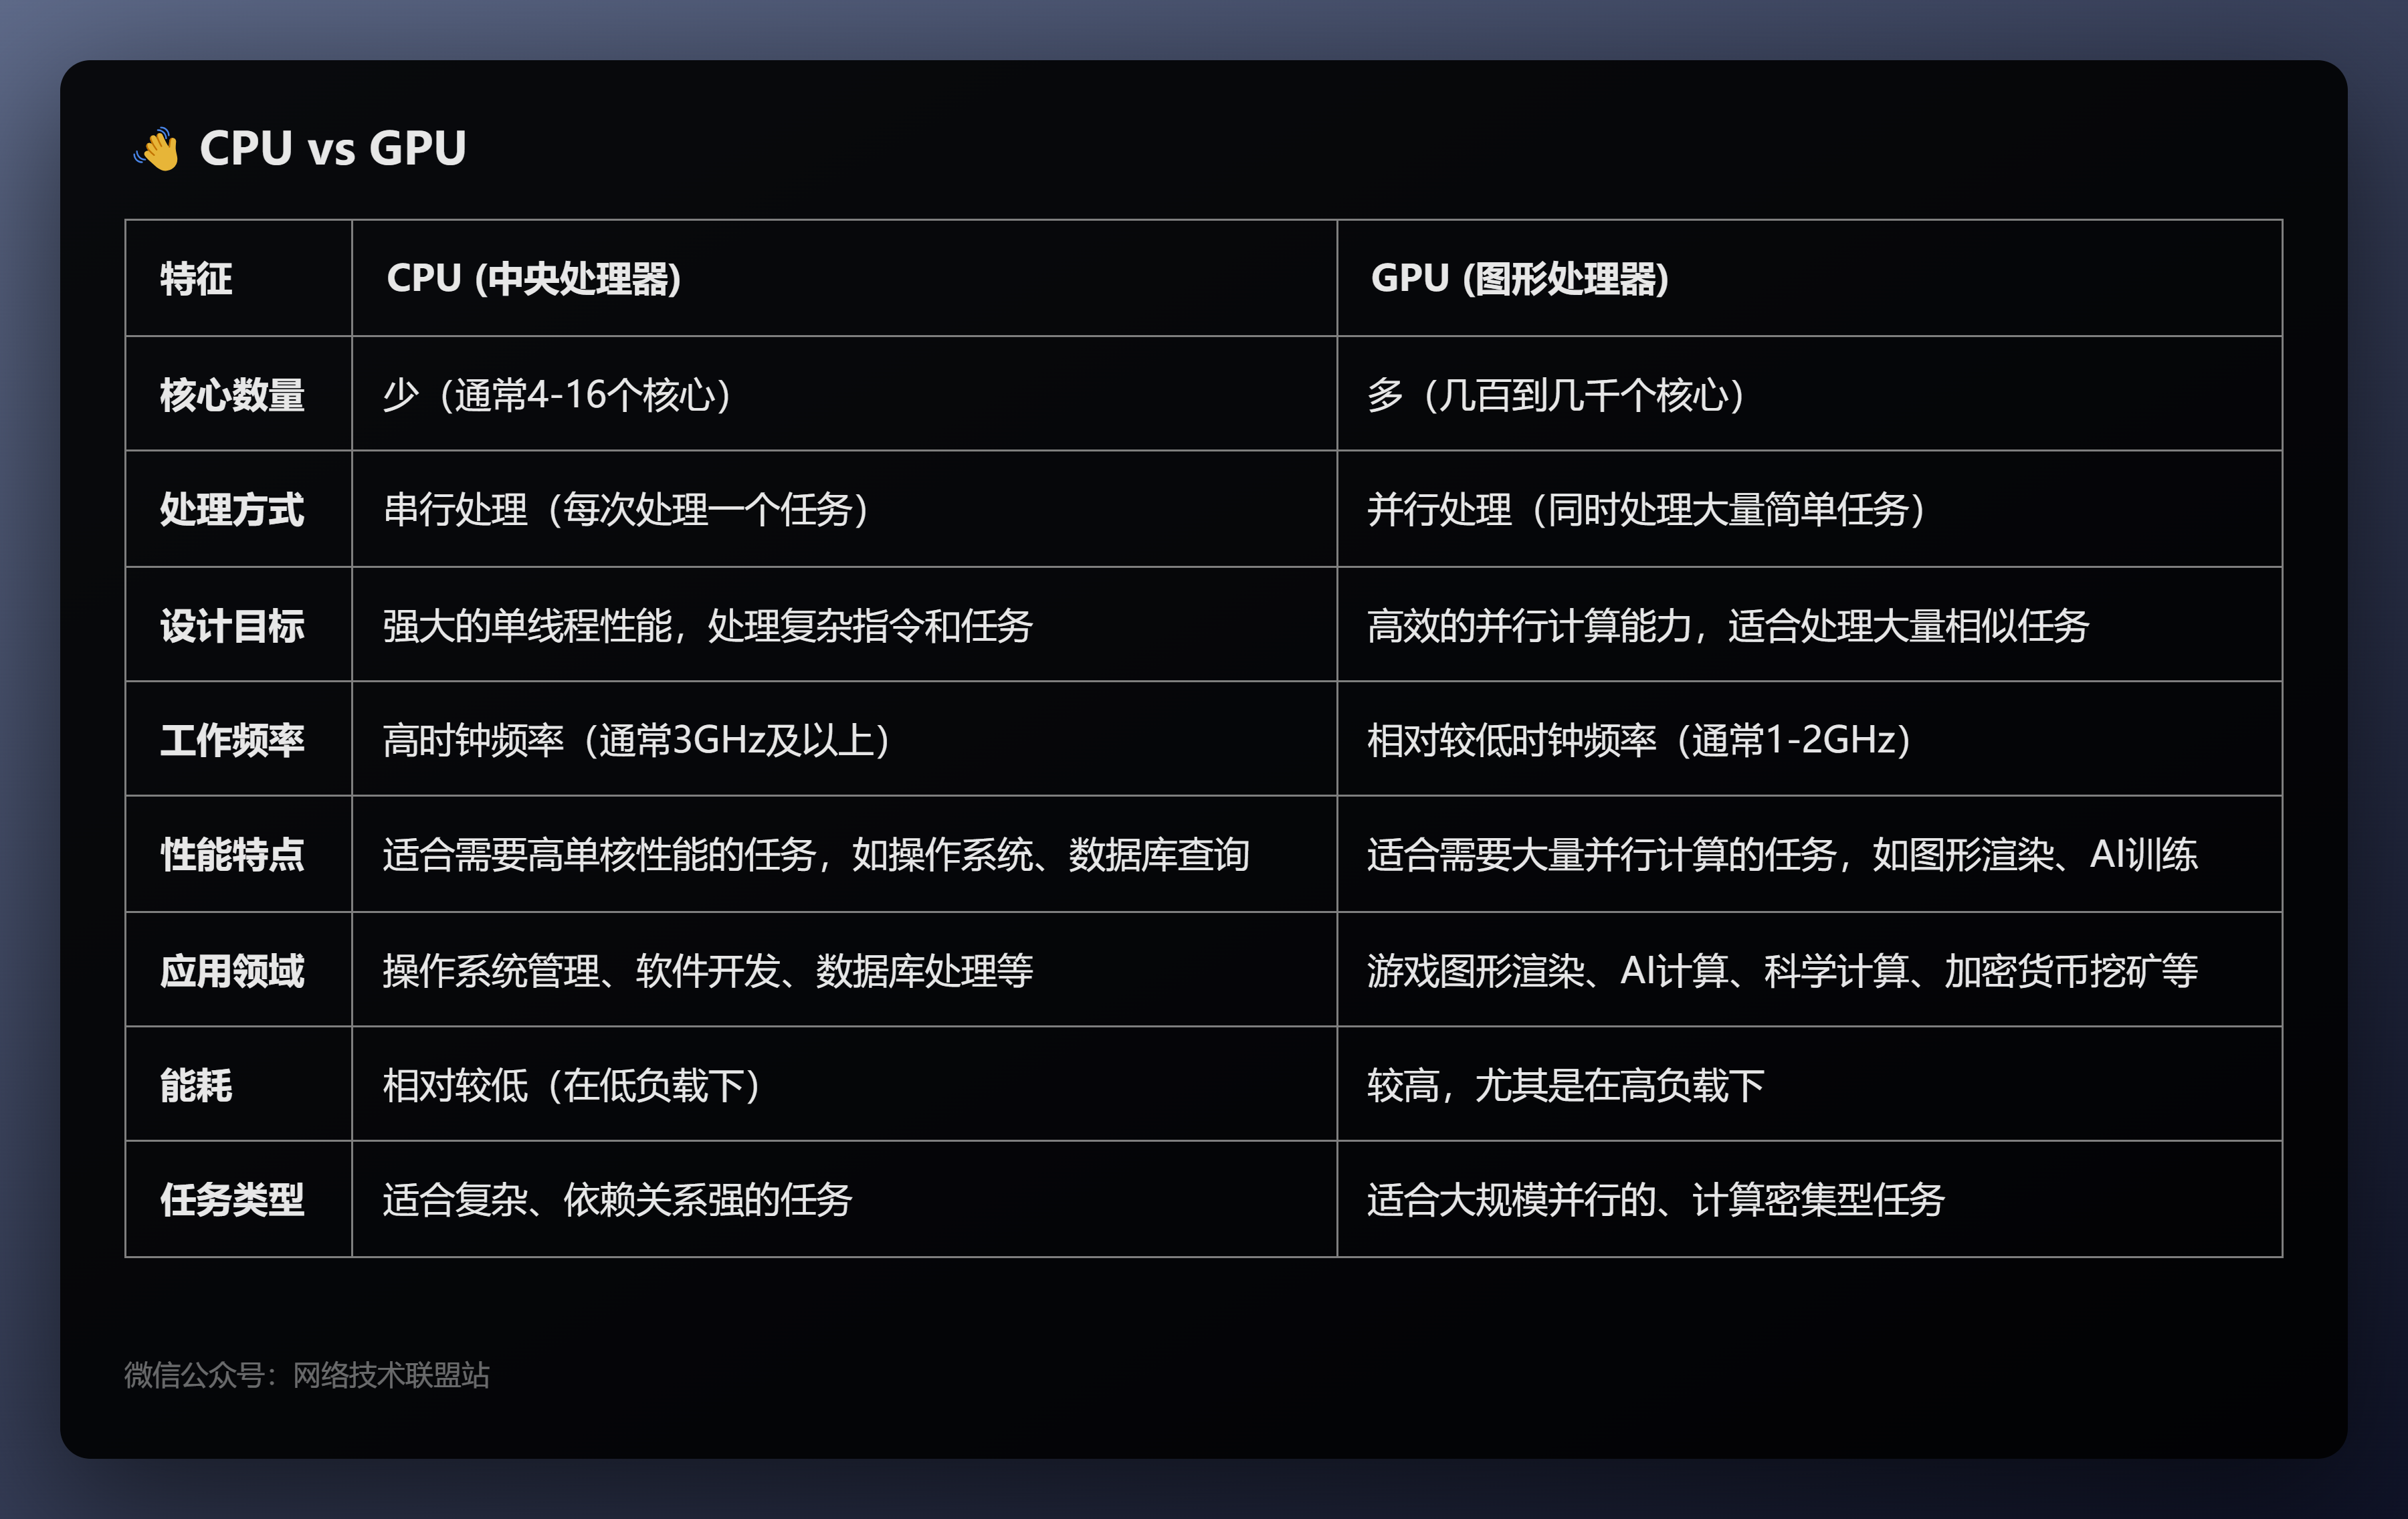 👋 CPU vs GPU
特征 CPU (中央处理器) GPU (图形处理器)
核心数量 少（通常4-16个核心） 多（几百到几千个核心）
处理方式 串行处理（每次处理一个任务） 并行处理（同时处理大量简单任务）
设计目标 强大的单线程性能，处理复杂指令和任务 高效的并行计算能力，适合处理大量相似任务
工作频率 高时钟频率（通常3GHz及以上） 相对较低时钟频率（通常1-2GHz）
性能特点 适合需要高单核性能的任务，如操作系统、数据库查询 适合需要大量并行计算的任务，如图形渲染、AI训练
应用领域 操作系统管理、软件开发、数据库处理等 游戏图形渲染、AI计算、科学计算、加密货币挖矿等
能耗 相对较低（在低负载下） 较高，尤其是在高负载下
任务类型 适合复杂、依赖关系强的任务 适合大规模并行的、计算密集型任务
微信公众号：网络技术联盟站